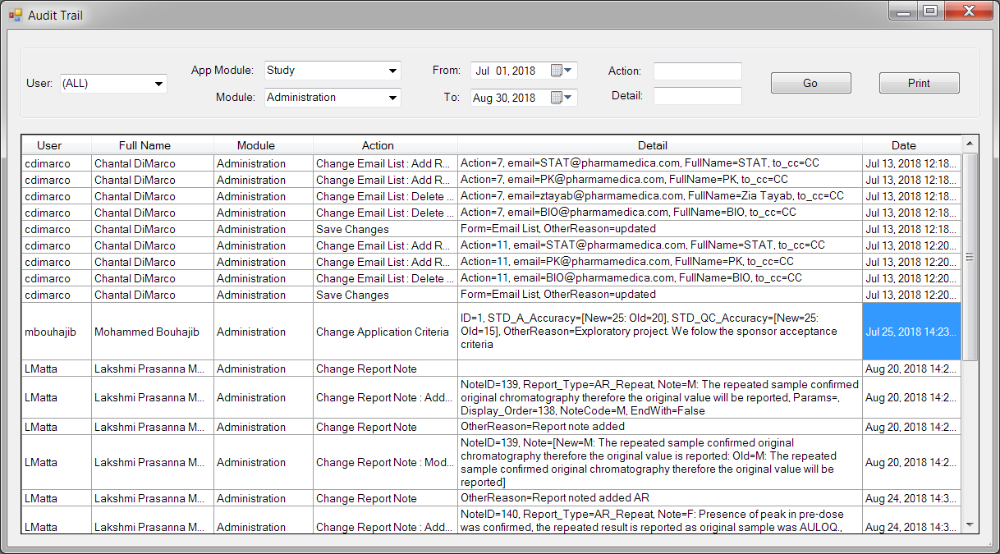 Audit Trail
User: (ALL)
App Module: Study
Module: Administration
From: Jul 01, 2018
To: Aug 30, 2018
Action:
Detail:
Go
Print
User Full Name Module Action Detail Date
cdimarco Chantal DiMarco Administration Change Email List : Add R... Action=7, email=STAT@pharmamedica.com, FullName=STAT, to_cc=CC Jul 13, 2018 12:18...
cdimarco Chantal DiMarco Administration Change Email List : Add R... Action=7, email=PK@pharmamedica.com, FullName=PK, to_cc=CC Jul 13, 2018 12:18...
cdimarco Chantal DiMarco Administration Change Email List : Delete ... Action=7, email=ztayab@pharmamedica.com, FullName=Zia Tayab, to_cc=CC Jul 13, 2018 12:18...
cdimarco Chantal DiMarco Administration Change Email List : Delete ... Action=7, email=BIO@pharmamedica.com, FullName=BIO, to_cc=CC Jul 13, 2018 12:18...
cdimarco Chantal DiMarco Administration Save Changes Form=Email List, OtherReason=updated Jul 13, 2018 12:18...
cdimarco Chantal DiMarco Administration Change Email List : Add R... Action=11, email=STAT@pharmamedica.com, FullName=STAT, to_cc=CC Jul 13, 2018 12:20...
cdimarco Chantal DiMarco Administration Change Email List : Add R... Action=11, email=PK@pharmamedica.com, FullName=PK, to_cc=CC Jul 13, 2018 12:20...
cdimarco Chantal DiMarco Administration Change Email List : Delete ... Action=11, email=BIO@pharmamedica.com, FullName=BIO, to_cc=CC Jul 13, 2018 12:20...
cdimarco Chantal DiMarco Administration Save Changes Form=Email List, OtherReason=updated Jul 13, 2018 12:20...
mbouhajib Mohammed Bouhajib Administration Change Application Criteria ID=1, STD_A_Accuracy=[New=25: Old=20], STD_QC_Accuracy=[New=25:
Old=15], OtherReason=Exploratory project. We folow the sponsor acceptance
criteria Jul 25, 2018 14:23...
LMatta Lakshmi Prasanna M... Administration Change Report Note Aug 20, 2018 14:2...
LMatta Lakshmi Prasanna M... Administration Change Report Note : Add... NoteID=139, Report_Type=AR_Repeat, Note=M: The repeated sample confirmed
original chromatography therefore the original value will be reported, Params=,
Display_Order=138, NoteCode=M, EndWith=False Aug 20, 2018 14:2...
LMatta Lakshmi Prasanna M... Administration Change Report Note OtherReason=Report note added Aug 20, 2018 14:2...
LMatta Lakshmi Prasanna M... Administration Change Report Note : Mod... NoteID=139, Note=[New=M: The repeated sample confirmed original
chromatography therefore the original value is reported: Old=M: The repeated
sample confirmed original chromatography therefore the original value will be
reported] Aug 20, 2018 14:2...
LMatta Lakshmi Prasanna M... Administration Change Report Note OtherReason=Report noted added AR Aug 24, 2018 14:3...
LMatta Lakshmi Prasanna M... Administration Change Report Note : Add... NoteID=140, Report_Type=AR_Repeat, Note=F: Presence of peak in pre-dose
was confirmed, the repeated result is reported as original sample was AULOQ., Aug 24, 2018 14:3...